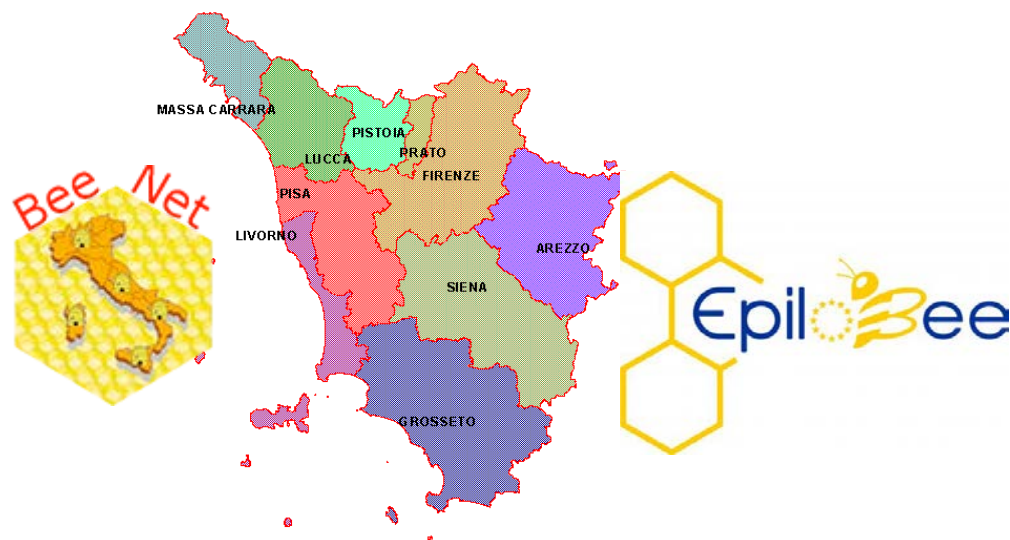 Bee Net
MASSA CARRARA
LUCCA
PISTOIA
PRATO
FIRENZE
PISA
LIVORNO
AREZZO
SIENA
GROSSETO
EpiloBee